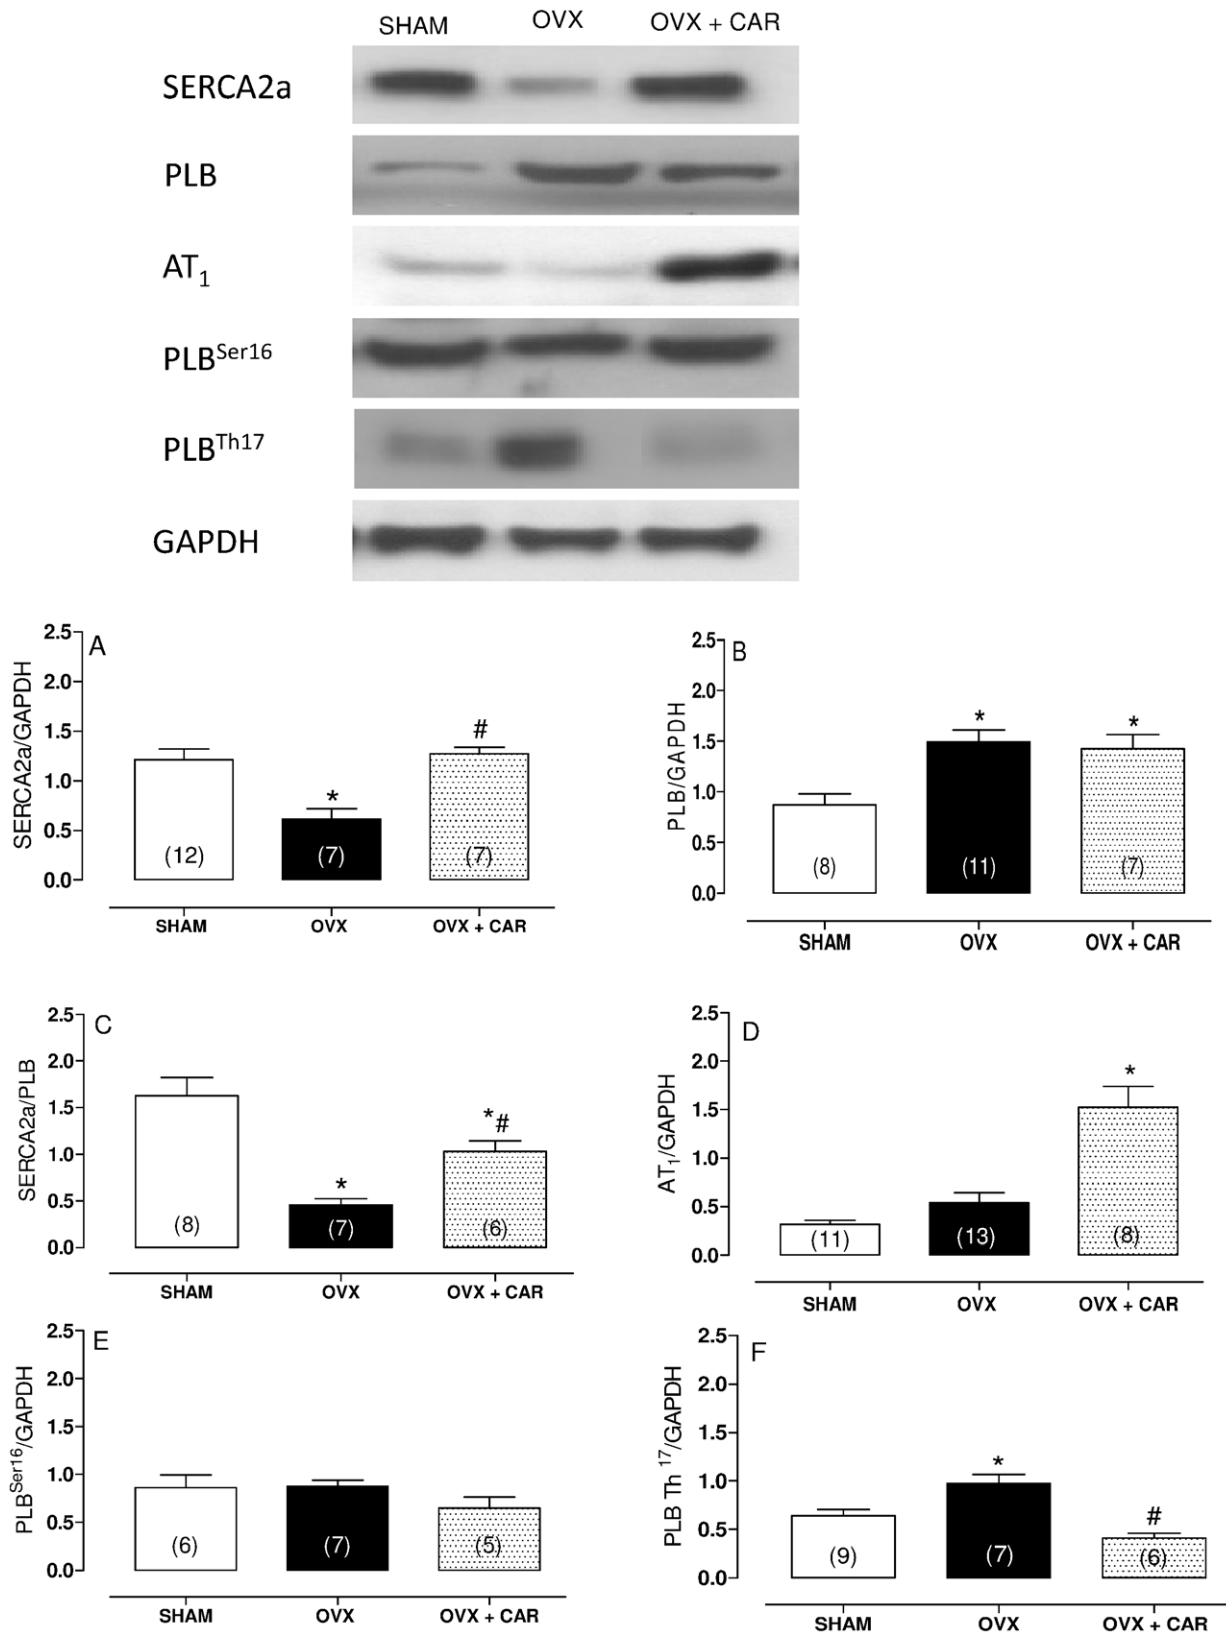 SHAM OVX OVX + CAR
SERCA2a
PLB
AT1
PLBSer16
PLBTh17
GAPDH
A
SERCA2a/GAPDH
2.5
2.0
1.5
1.0
0.5
0.0
* #
(12) (7) (7)
SHAM OVX OVX + CAR
B
PLB/GAPDH
2.5
2.0
1.5
1.0
0.5
0.0
* *
(8) (11) (7)
SHAM OVX OVX + CAR
C
SERCA2a/PLB
2.5
2.0
1.5
1.0
0.5
0.0
* *#
(8) (7) (6)
SHAM OVX OVX + CAR
D
AT1/GAPDH
2.5
2.0
1.5
1.0
0.5
0.0
*
(11) (13) (8)
SHAM OVX OVX + CAR
E
PLBSer16/GAPDH
2.5
2.0
1.5
1.0
0.5
0.0
(6) (7) (5)
SHAM OVX OVX + CAR
F
PLB Th 17/GAPDH
2.5
2.0
1.5
1.0
0.5
0.0
* #
(9) (7) (6)
SHAM OVX OVX + CAR